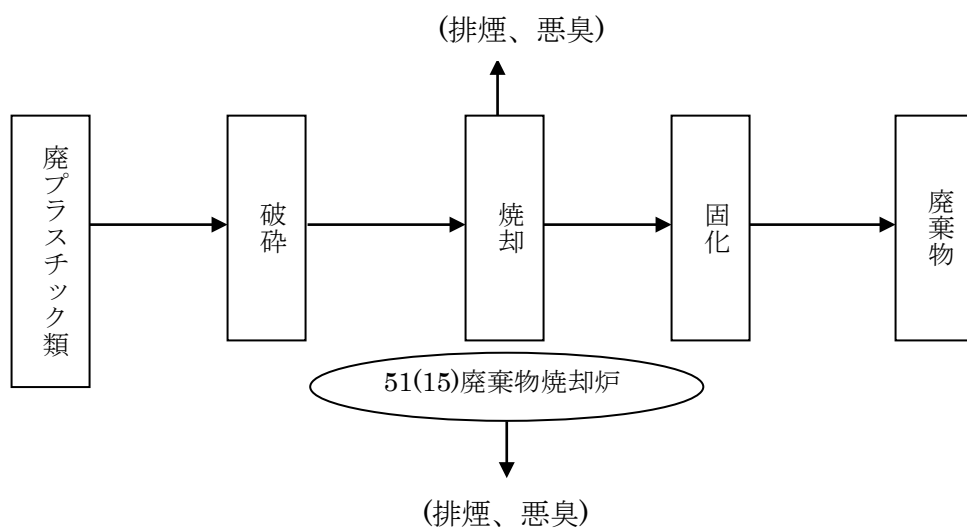 (排煙、悪臭)
廃プラスチック類
破砕
焼却
固化
廃棄物
51(15)廃棄物焼却炉
(排煙、悪臭)